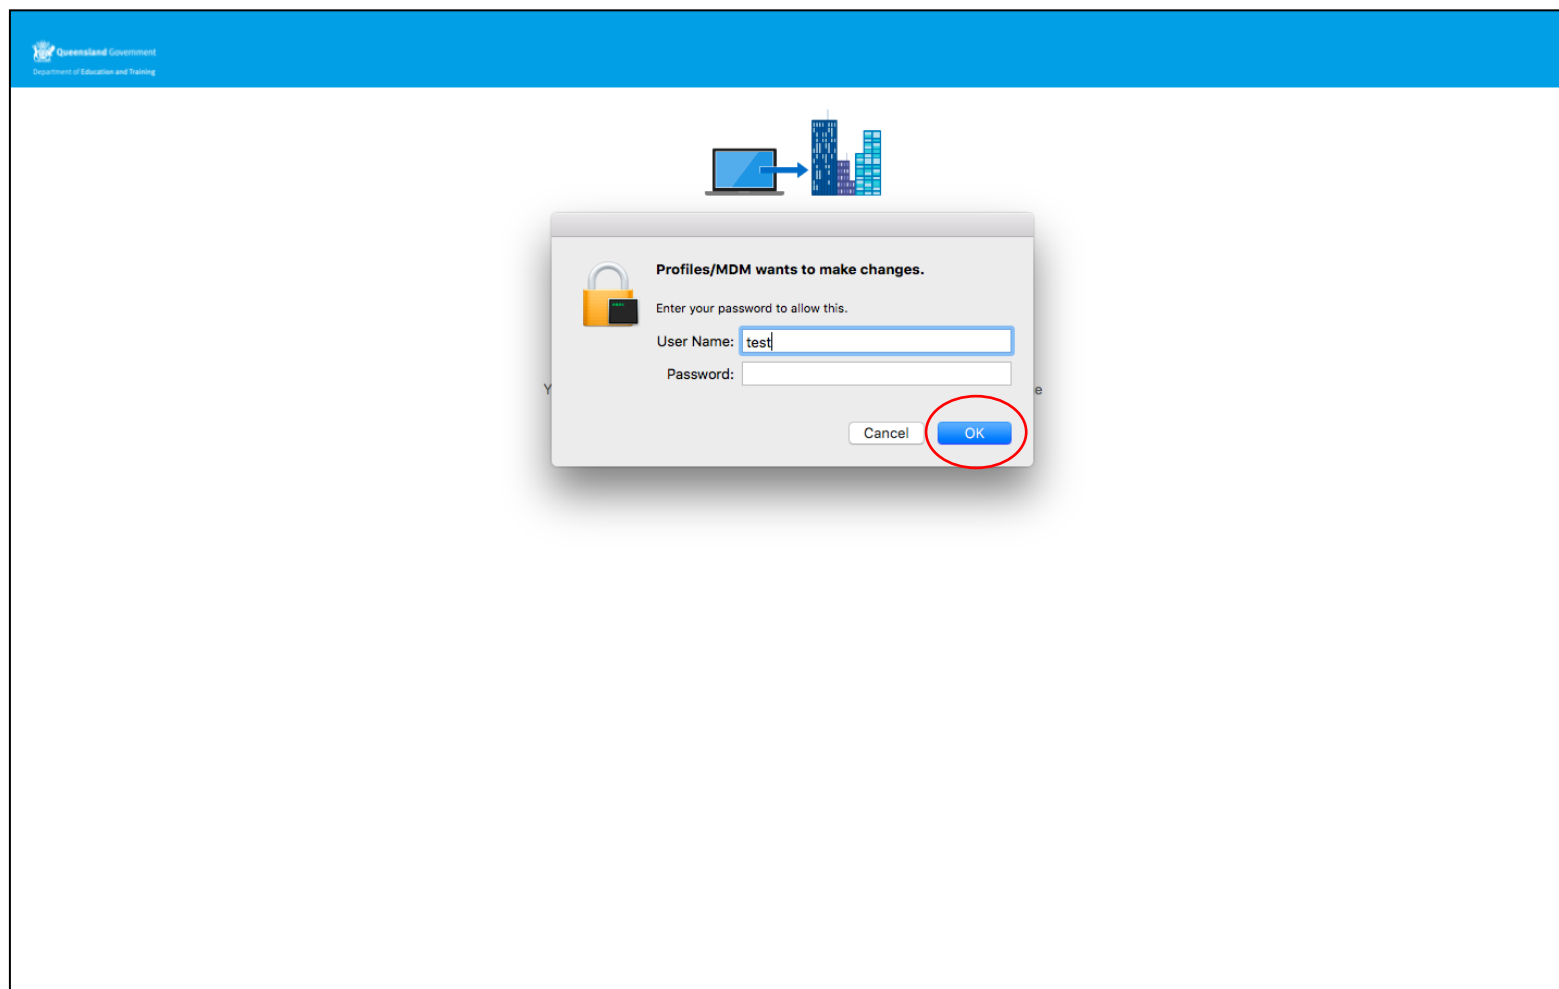 Queensland Government
Department of Education and Training
Profiles/MDM wants to make changes.
Enter your password to allow this.
User Name: test
Password:
Y
e
Cancel OK